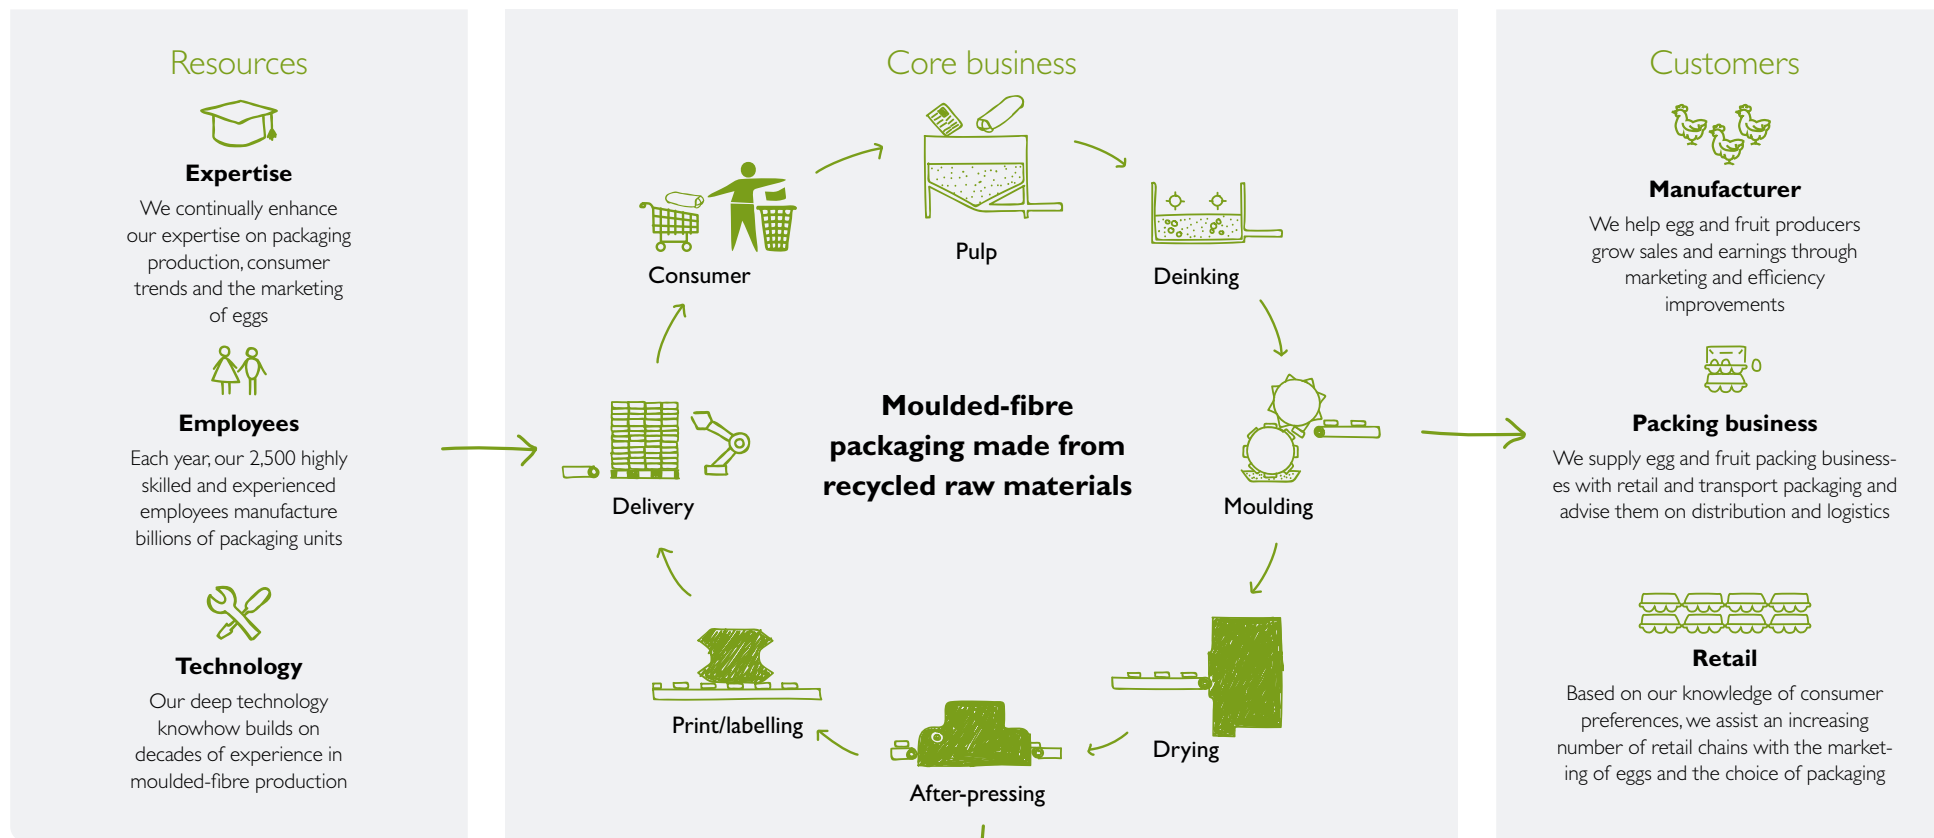 Resources
Expertise
We continually enhance
our expertise on packaging
production, consumer
trends and the marketing
of eggs
Employees
Each year, our 2,500 highly
skilled and experienced
employees manufacture
billions of packaging units
Technology
Our deep technology
knowhow builds on
decades of experience in
moulded-fibre production
Core business
Pulp
Deinking
Moulding
Drying
After-pressing
Print/labelling
Delivery
Consumer
Moulded-fibre
packaging made from
recycled raw materials
Customers
Manufacturer
We help egg and fruit producers
grow sales and earnings through
marketing and efficiency
improvements
Packing business
We supply egg and fruit packing business-
es with retail and transport packaging and
advise them on distribution and logistics
Retail
Based on our knowledge of consumer
preferences, we assist an increasing
number of retail chains with the market-
ing of eggs and the choice of packaging